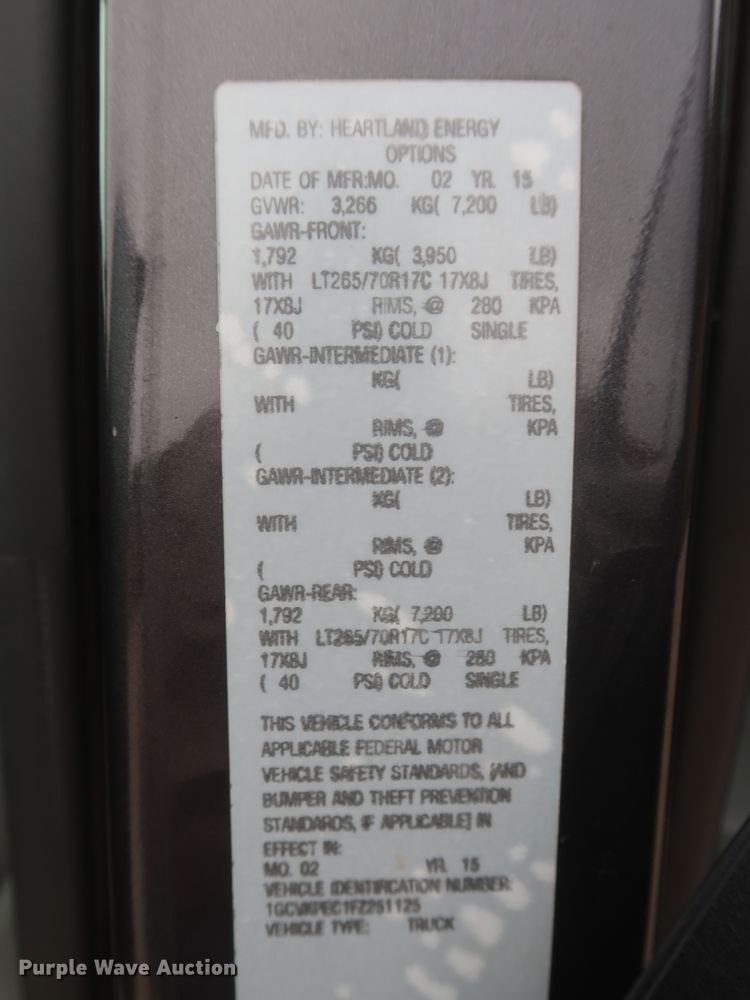 MFD. BY: HEARTLAND ENERGY
OPTIONS
DATE OF MFR:MO. 02 YR. 15
GVWR: 3,266 KG( 7,200 LB)
GAWR-FRONT:
1,792 KG( 3,950 LB)
WITH LT265/70R17C 17X8J TIRES,
17X8J RIMS, @ 280 KPA
( 40 PSI) COLD SINGLE
GAWR-INTERMEDIATE (1):
KG( LB)
WITH TIRES,
RIMS, @ KPA
( PSI) COLD
GAWR-INTERMEDIATE (2):
KG( LB)
WITH TIRES,
RIMS, @ KPA
( PSI) COLD
GAWR-REAR:
1,792 KG( 7,200 LB)
WITH LT265/70R17C 17X8J TIRES,
17X8J RIMS, @ 280 KPA
( 40 PSI) COLD SINGLE
THIS VEHICLE CONFORMS TO ALL
APPLICABLE FEDERAL MOTOR
VEHICLE SAFETY STANDARDS, [AND
BUMPER AND THEFT PREVENTION
STANDARDS, IF APPLICABLE] IN
EFFECT IN:
MO. 02 YR. 15
VEHICLE IDENTIFICATION NUMBER:
VEHICLE TYPE: TRUCK
Purple Wave Auction